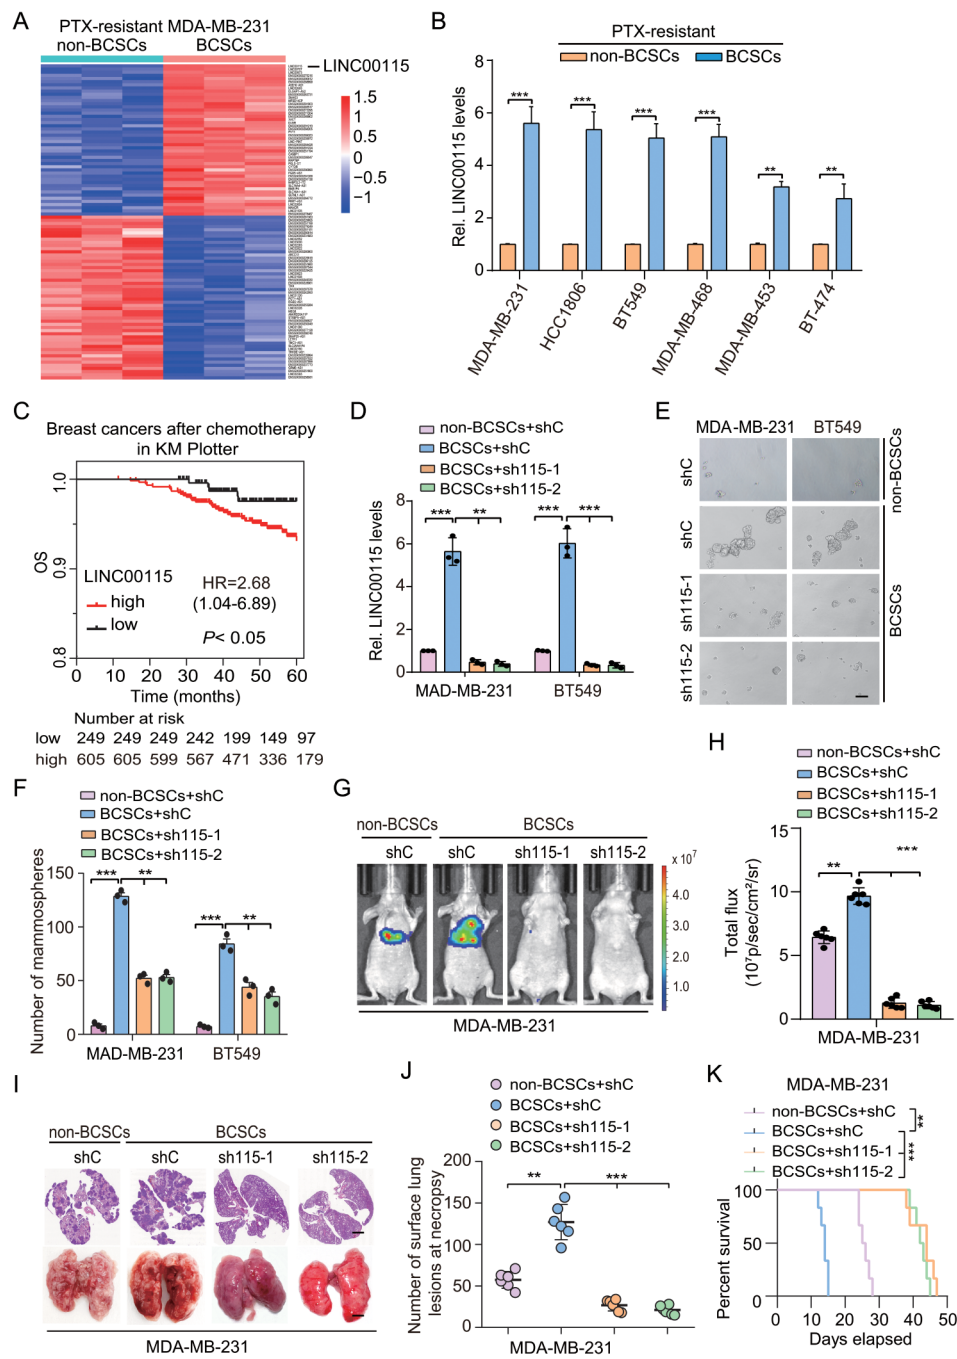 A
PTX-resistant MDA-MB-231
non-BCSCs BCSCs
LINC00115
1.5
1
0.5
0
−0.5
−1
B
PTX-resistant
non-BCSCs BCSCs
Rel. LINC00115 levels
8
6
4
2
0
*** *** *** *** ** **
MDA-MB-231
HCC1806
BT549
MDA-MB-468
MDA-MB-453
BT-474
C
Breast cancers after chemotherapy
in KM Plotter
OS
1.0
0.9
0.8
LINC00115
high
low
HR=2.68
(1.04-6.89)
P< 0.05
0 10 20 30 40 50 60
Time (months)
Number at risk
low 249 249 249 242 199 149 97
high 605 605 599 567 471 336 179
D
non-BCSCs+shC
BCSCs+shC
BCSCs+sh115-1
BCSCs+sh115-2
Rel. LINC00115 levels
8
6
4
2
0
*** ** *** ***
MAD-MB-231 BT549
E
MDA-MB-231 BT549
shC
shC
sh115-1
sh115-2
non-BCSCs
BCSCs
F
non-BCSCs+shC
BCSCs+shC
BCSCs+sh115-1
BCSCs+sh115-2
Number of mammospheres
150
100
50
0
*** ** *** **
MAD-MB-231 BT549
G
non-BCSCs BCSCs
shC shC sh115-1 sh115-2
x 10⁷
4.0
3.0
2.0
1.0
MDA-MB-231
H
non-BCSCs+shC
BCSCs+shC
BCSCs+sh115-1
BCSCs+sh115-2
Total flux
(10⁷p/sec/cm²/sr)
15
10
5
0
** ***
MDA-MB-231
I
non-BCSCs BCSCs
shC shC sh115-1 sh115-2
MDA-MB-231
J
non-BCSCs+shC
BCSCs+shC
BCSCs+sh115-1
BCSCs+sh115-2
Number of surface lung
lesions at necropsy
200
150
100
50
0
** ***
MDA-MB-231
K
MDA-MB-231
non-BCSCs+shC
BCSCs+shC
BCSCs+sh115-1
BCSCs+sh115-2
**
***
Percent survival
100
50
0
0 10 20 30 40 50
Days elapsed